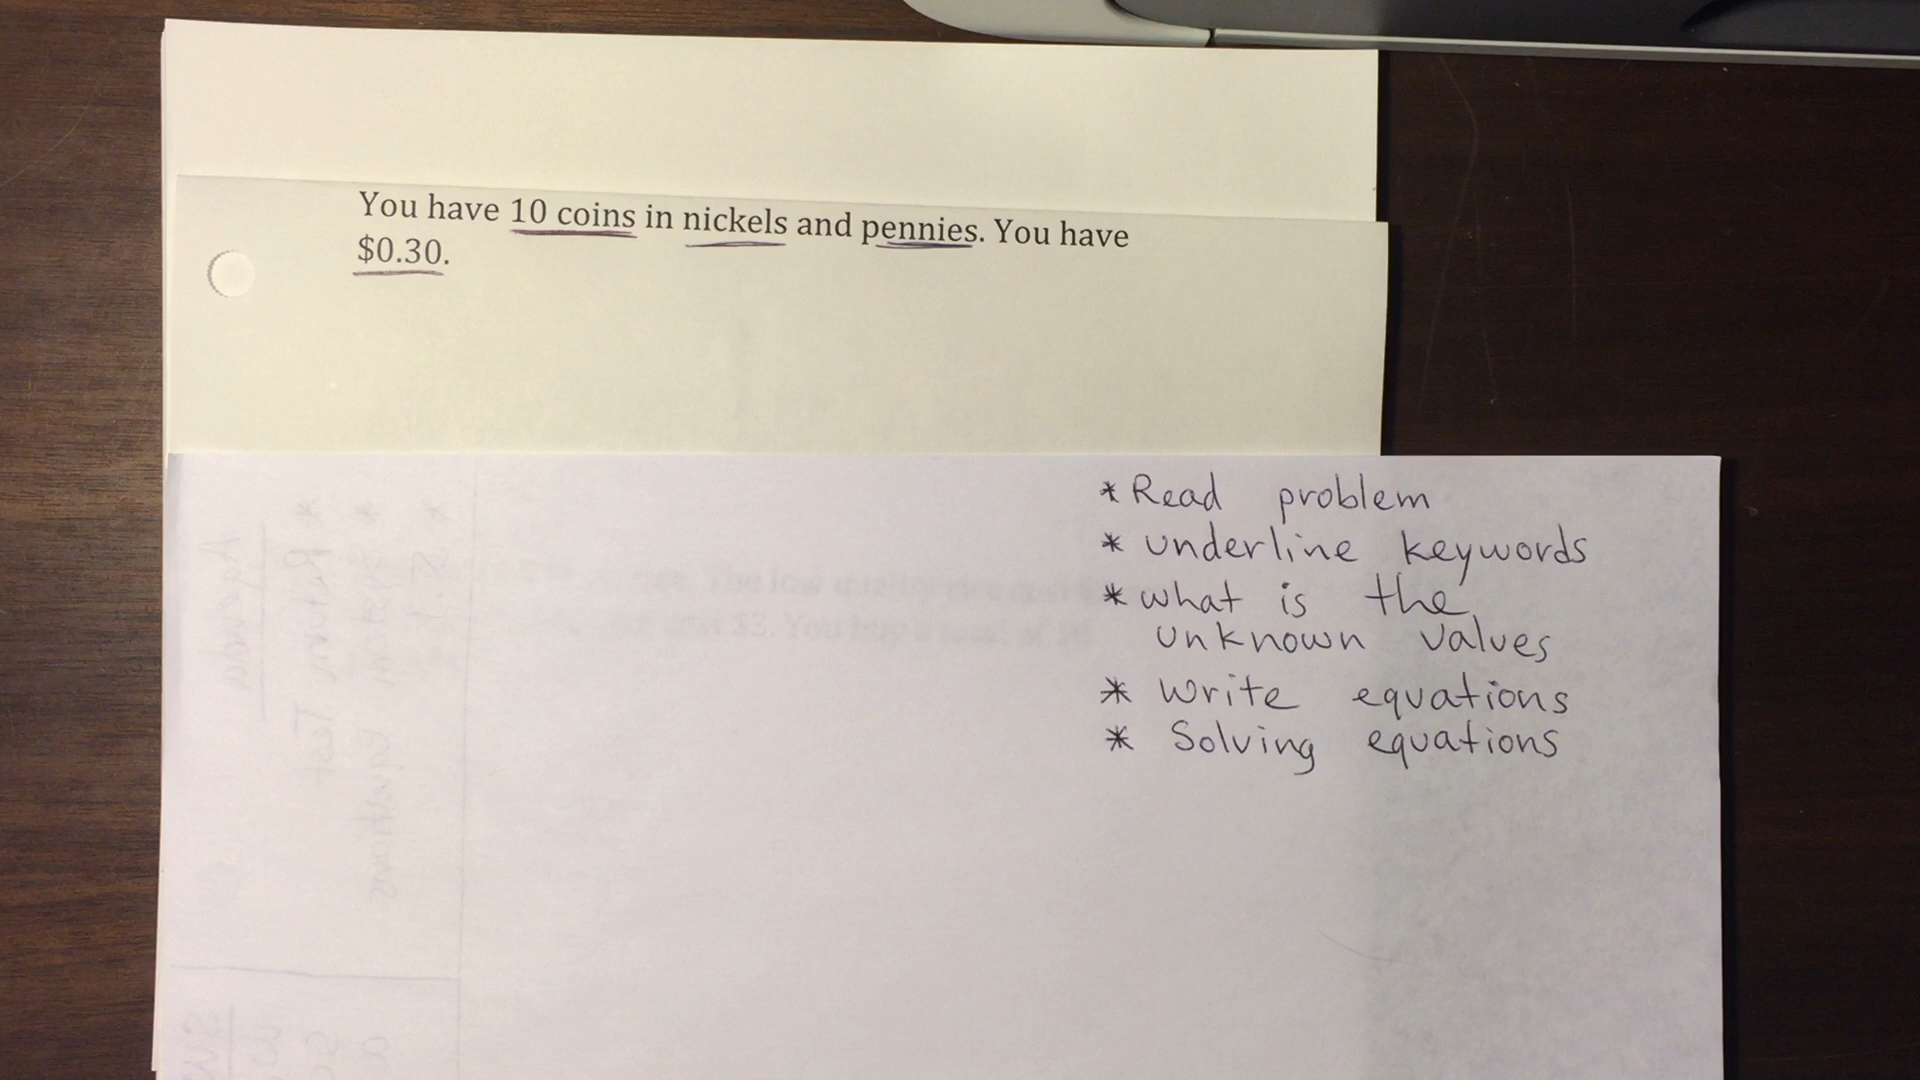 You have 10 coins in nickels and pennies. You have
$0.30.
* Read problem
* underline keywords
* what is the
unknown values
* Write equations
* Solving equations